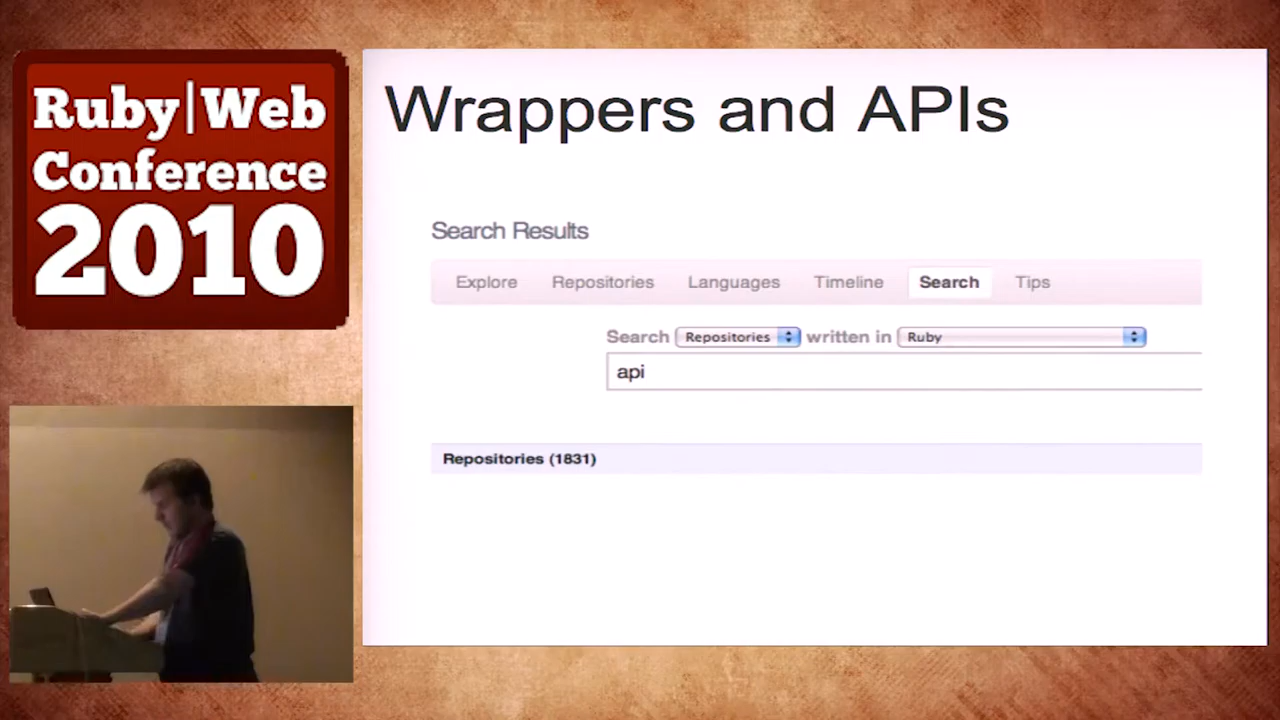 Ruby|Web
Conference
2010
Wrappers and APIs
Search Results
Explore Repositories Languages Timeline Search Tips
Search Repositories written in Ruby
api
Repositories (1831)